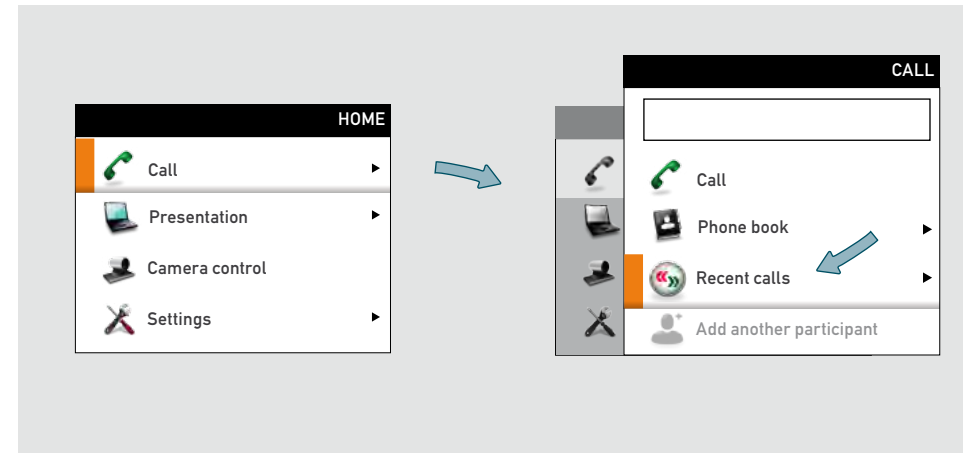 HOME
Call
Presentation
Camera control
Settings
CALL
Call
Phone book
Recent calls
Add another participant